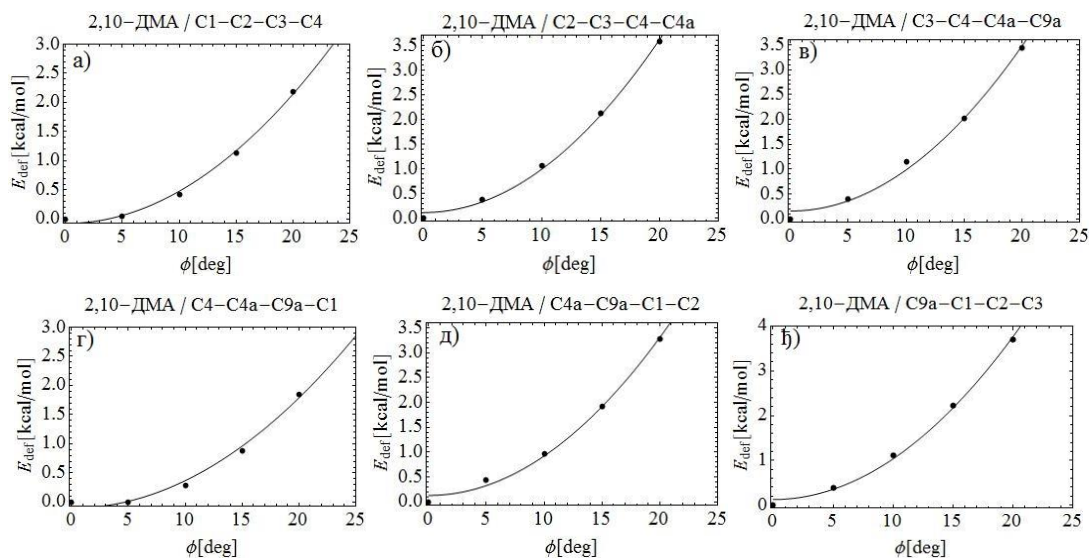 2,10−ДМА / C1−C2−C3−C4
а)
3.0
2.5
2.0
1.5
1.0
0.5
0.0
E_def [kcal/mol]
0 5 10 15 20 25
ϕ[deg]
2,10−ДМА / C2−C3−C4−C4a
б)
3.5
3.0
2.5
2.0
1.5
1.0
0.5
0.0
E_def [kcal/mol]
0 5 10 15 20 25
ϕ[deg]
2,10−ДМА / C3−C4−C4a−C9a
в)
3.5
3.0
2.5
2.0
1.5
1.0
0.5
0.0
E_def [kcal/mol]
0 5 10 15 20 25
ϕ[deg]
2,10−ДМА / C4−C4a−C9a−C1
г)
3.0
2.5
2.0
1.5
1.0
0.5
0.0
E_def [kcal/mol]
0 5 10 15 20 25
ϕ[deg]
2,10−ДМА / C4a−C9a−C1−C2
д)
3.5
3.0
2.5
2.0
1.5
1.0
0.5
0.0
E_def [kcal/mol]
0 5 10 15 20 25
ϕ[deg]
2,10−ДМА / C9a−C1−C2−C3
ђ)
4
3
2
1
0
E_def [kcal/mol]
0 5 10 15 20 25
ϕ[deg]